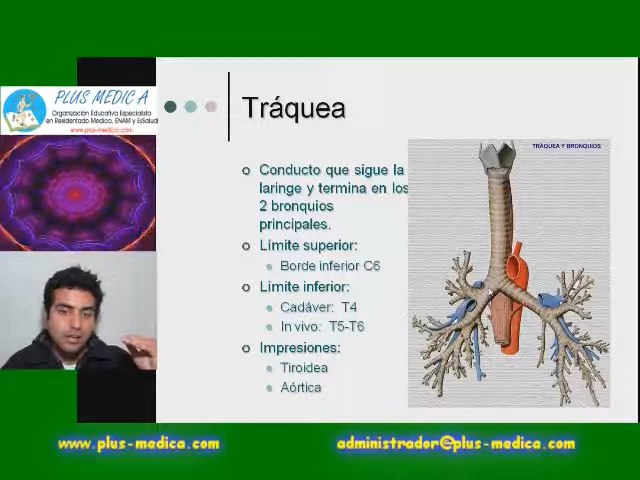 PLUS MEDIC A
Organización Educativa Especialista
en Residentado Medico, ENAM y EsSalud
www.plus-medica.com
Tráquea
TRÁQUEA Y BRONQUIOS
Conducto que sigue la
laringe y termina en los
2 bronquios
principales.
Límite superior:
Borde inferior C6
Límite inferior:
Cadáver: T4
In vivo: T5-T6
Impresiones:
Tiroidea
Aórtica
www.plus-medica.com
administrador@plus-medica.com